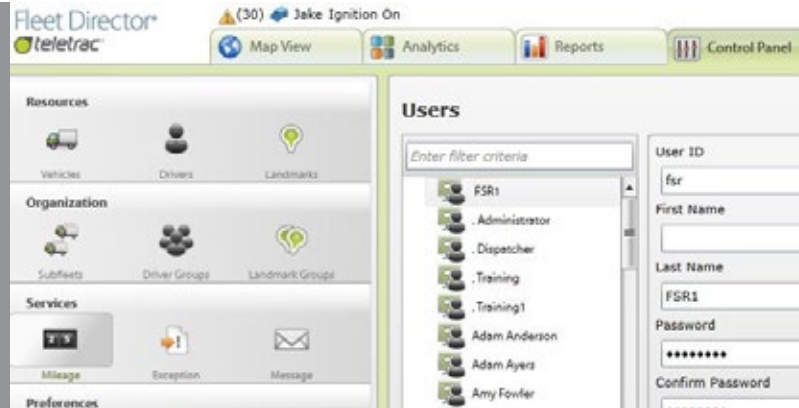 Fleet Director
teletrac
(30) Jake Ignition On
Map View
Analytics
Reports
Control Panel
Resources
Vehicles
Drivers
Landmarks
Organization
Subfleets
Driver Groups
Landmark Groups
Services
Mileage
Exception
Message
Preferences
Users
Enter filter criteria
FSR1
. Administrator
. Dispatcher
. Training
. Training1
Adam Anderson
Adam Ayers
Amy Fowler
User ID
fsr
First Name
Last Name
FSR1
Password
Confirm Password